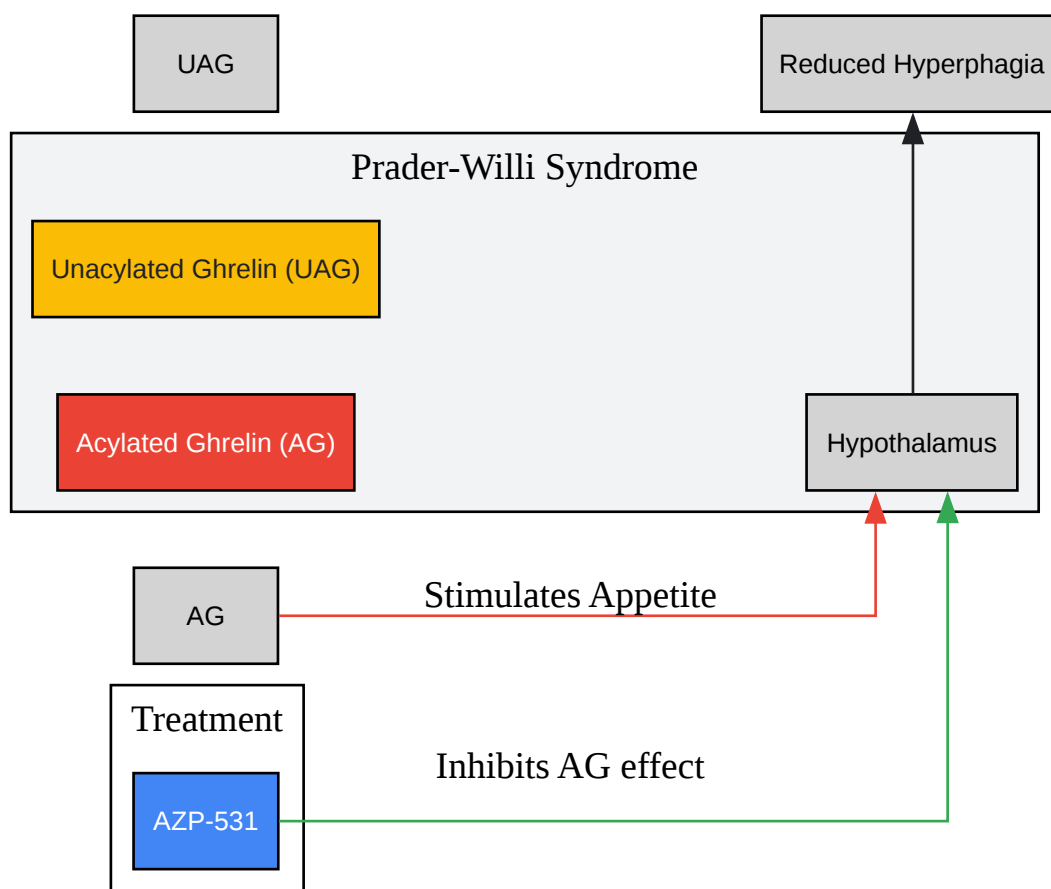 UAG
Reduced Hyperphagia
Prader-Willi Syndrome
Unacylated Ghrelin (UAG)
Acylated Ghrelin (AG)
Hypothalamus
Stimulates Appetite
AG
Treatment
Inhibits AG effect
AZP-531